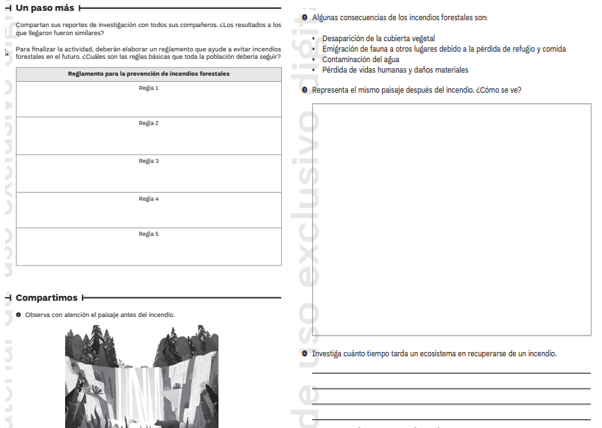 Un paso más
Compartan sus reportes de investigación con todos sus compañeros. ¿Los resultados a los
que llegaron fueron similares?
Para finalizar la actividad, deberán elaborar un reglamento que ayude a evitar incendios
forestales en el futuro. ¿Cuáles son las reglas básicas que toda la población debería seguir?
Reglamento para la prevención de incendios forestales
Regla 1
Regla 2
Regla 3
Regla 4
Regla 5
Compartimos
Observa con atención el paisaje antes del incendio.
Algunas consecuencias de los incendios forestales son:
• Desaparición de la cubierta vegetal
• Emigración de fauna a otros lugares debido a la pérdida de refugio y comida
• Contaminación del agua
• Pérdida de vidas humanas y daños materiales
Representa el mismo paisaje después del incendio. ¿Cómo se ve?
Investiga cuánto tiempo tarda un ecosistema en recuperarse de un incendio.
de uso exclusivo